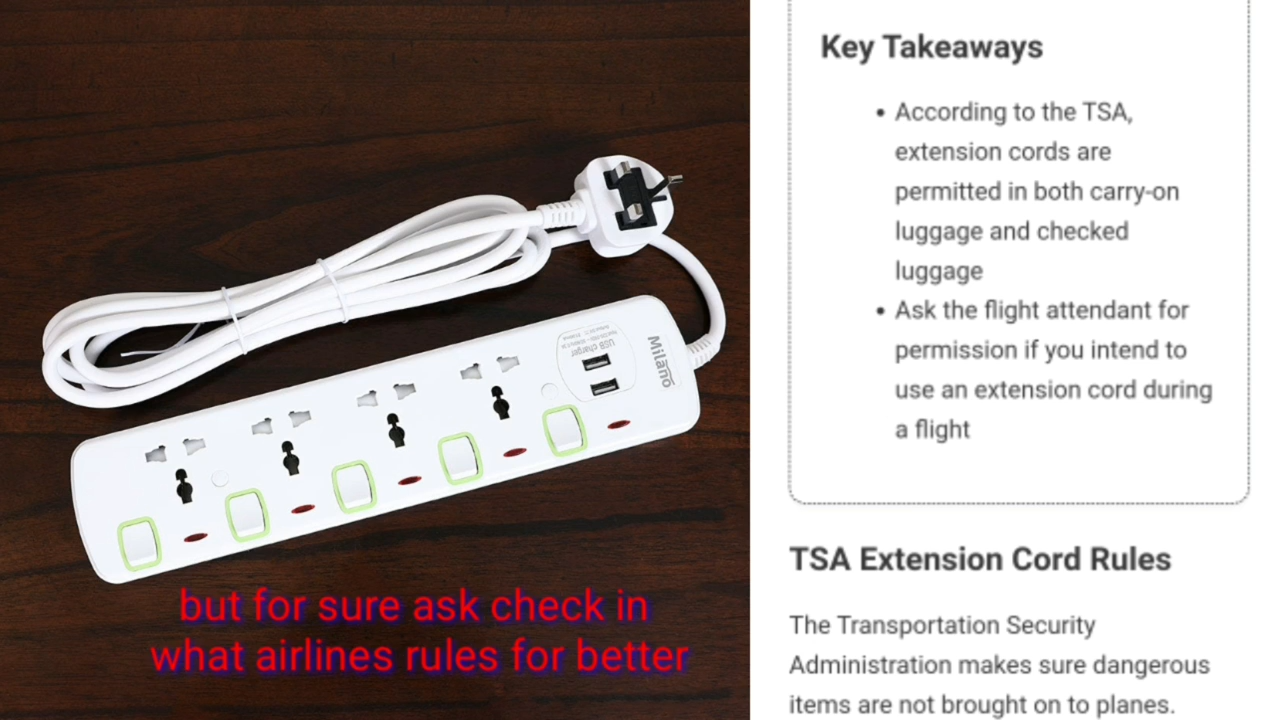 Milano
USB charger
but for sure ask check in
what airlines rules for better
Key Takeaways
• According to the TSA,
extension cords are
permitted in both carry-on
luggage and checked
luggage
• Ask the flight attendant for
permission if you intend to
use an extension cord during
a flight
TSA Extension Cord Rules
The Transportation Security
Administration makes sure dangerous
items are not brought on to planes.